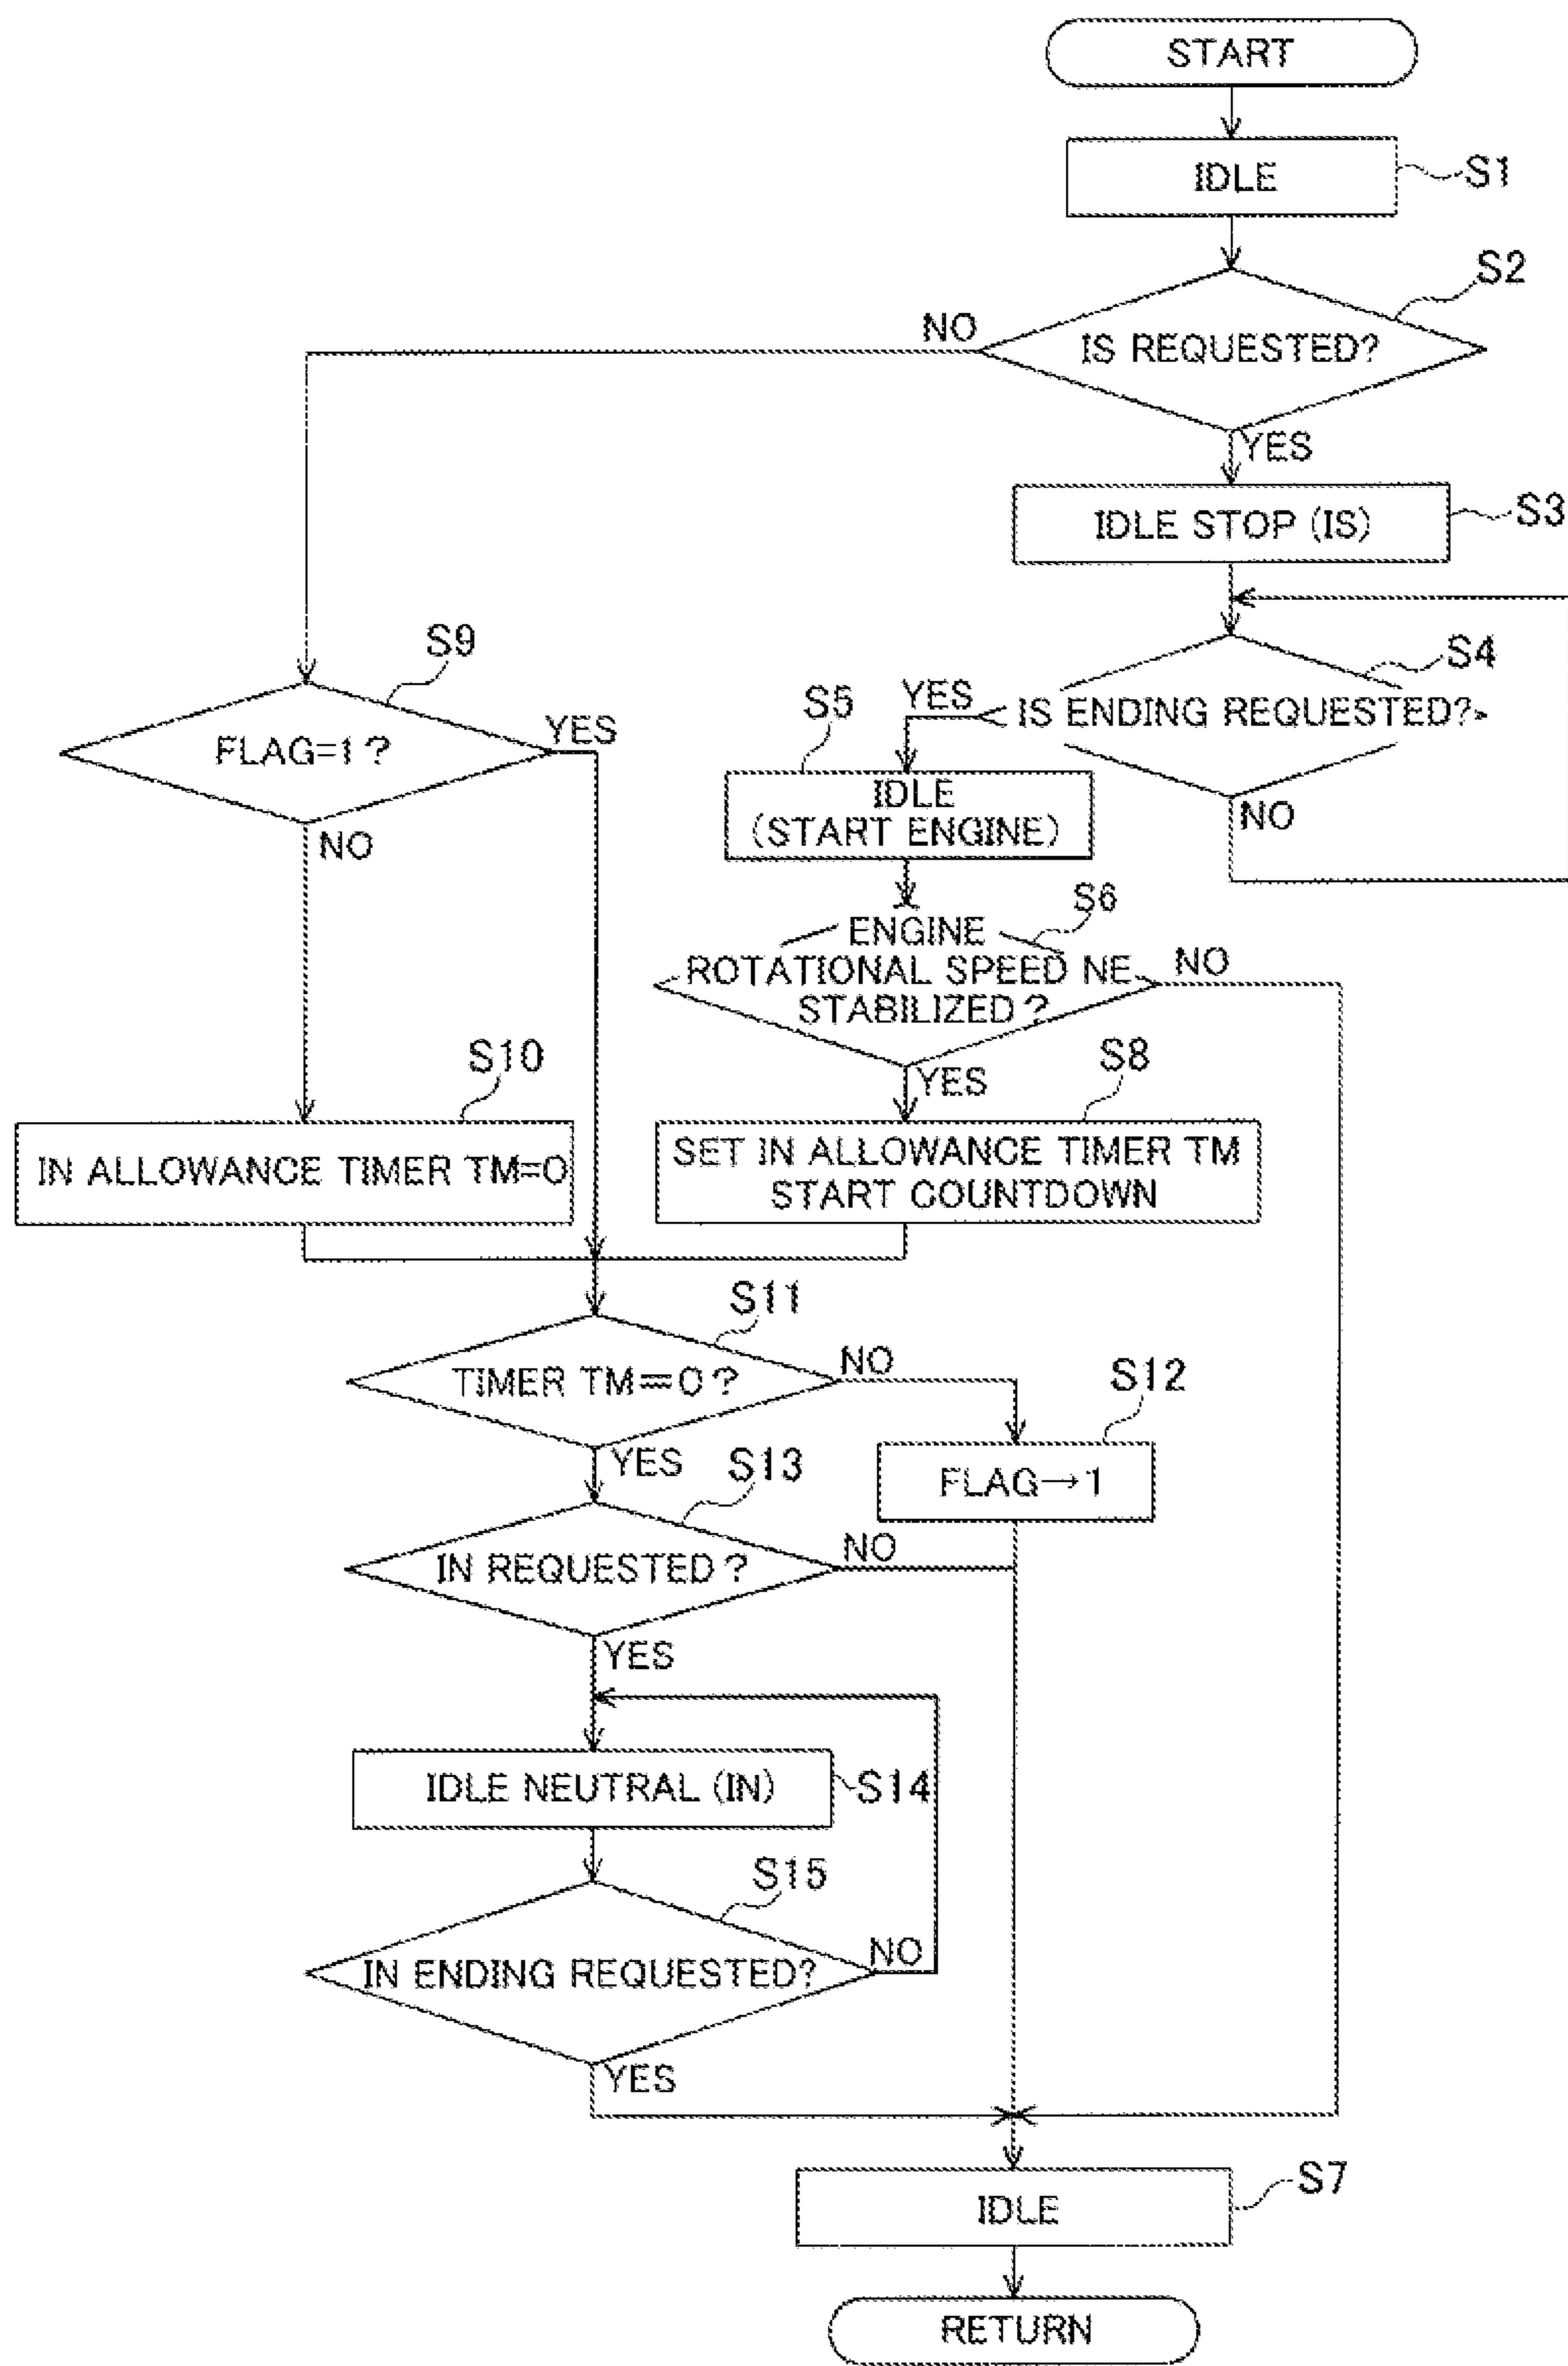 START
IDLE
S1
S2
NO
IS REQUESTED?
YES
IDLE STOP (IS)
S3
S9
S4
YES
IS ENDING REQUESTED?
S5
FLAG=1?
YES
NO
IDLE
(START ENGINE)
NO
S6
ENGINE
ROTATIONAL SPEED NE
STABILIZED?
NO
S10
YES
S8
IN ALLOWANCE TIMER TM=0
SET IN ALLOWANCE TIMER TM
START COUNTDOWN
S11
TIMER TM=0?
NO
S12
YES
S13
FLAG→1
IN REQUESTED?
NO
YES
IDLE NEUTRAL (IN)
S14
S15
IN ENDING REQUESTED?
NO
YES
IDLE
S7
RETURN